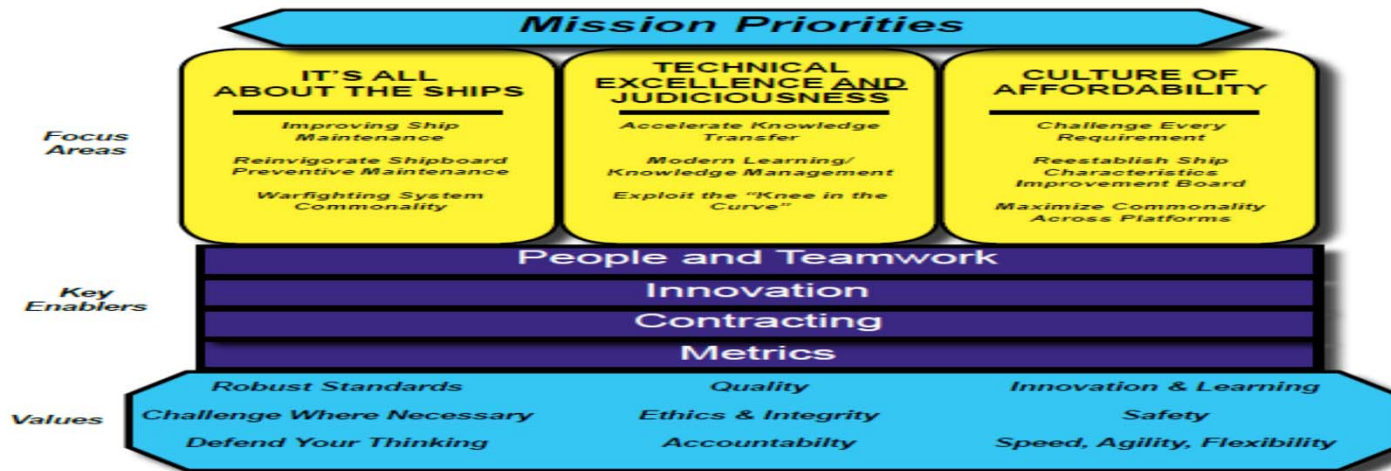 Mission Priorities
Focus
Areas
IT'S ALL
ABOUT THE SHIPS
Improving Ship
Maintenance
Reinvigorate Shipboard
Preventive Maintenance
Warfighting System
Commonality
TECHNICAL
EXCELLENCE AND
JUDICIOUSNESS
Accelerate Knowledge
Transfer
Modern Learning/
Knowledge Management
Exploit the "Knee in the
Curve"
CULTURE OF
AFFORDABILITY
Challenge Every
Requirement
Reestablish Ship
Characteristics
Improvement Board
Maximize Commonality
Across Platforms
Key
Enablers
People and Teamwork
Innovation
Contracting
Metrics
Values
Robust Standards
Challenge Where Necessary
Defend Your Thinking
Quality
Ethics & Integrity
Accountabilty
Innovation & Learning
Safety
Speed, Agility, Flexibility